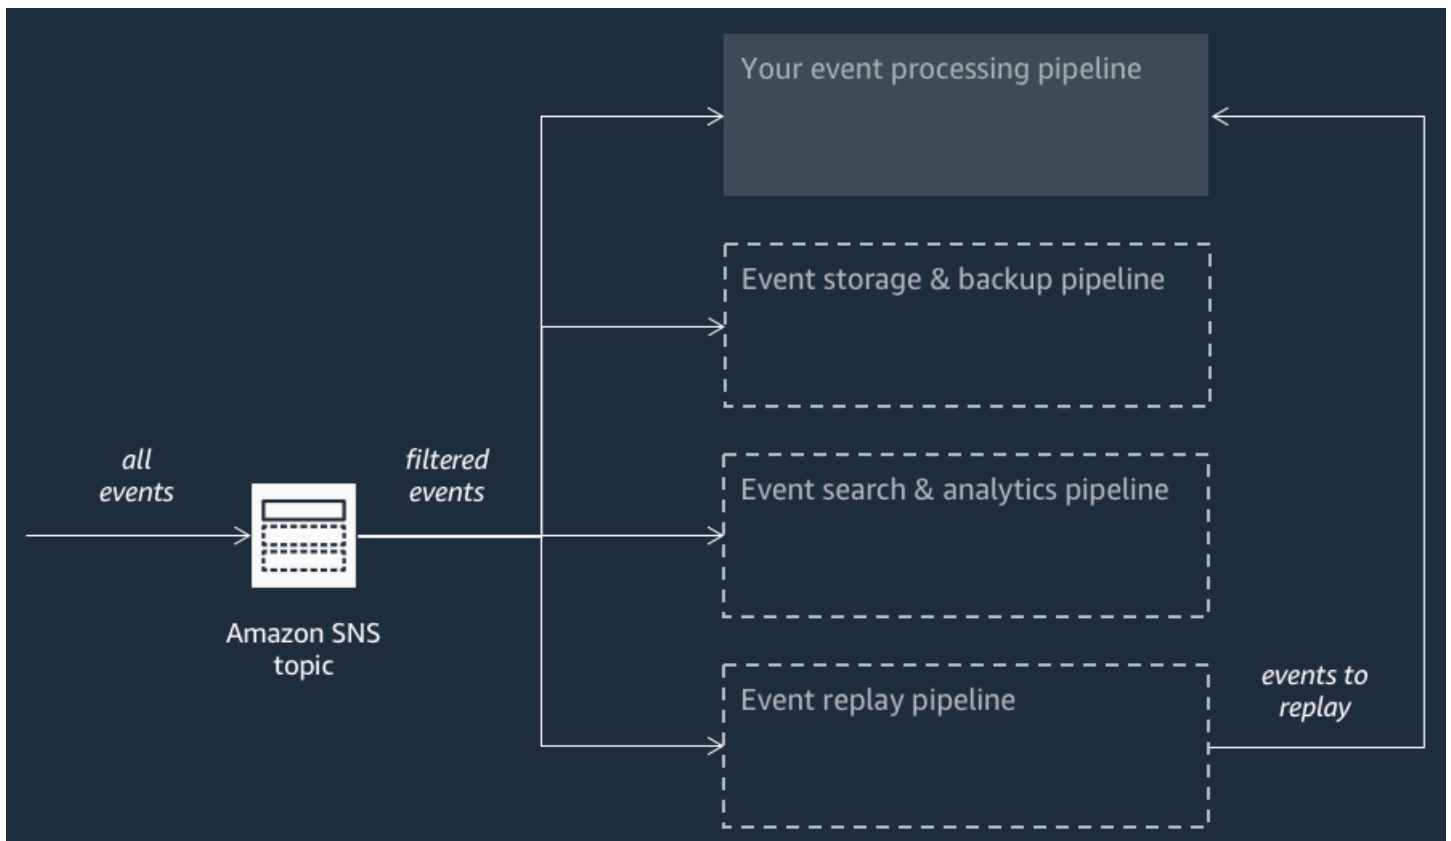 Your event processing pipeline
Event storage & backup pipeline
all
events
filtered
events
Event search & analytics pipeline
Amazon SNS
topic
Event replay pipeline
events to
replay